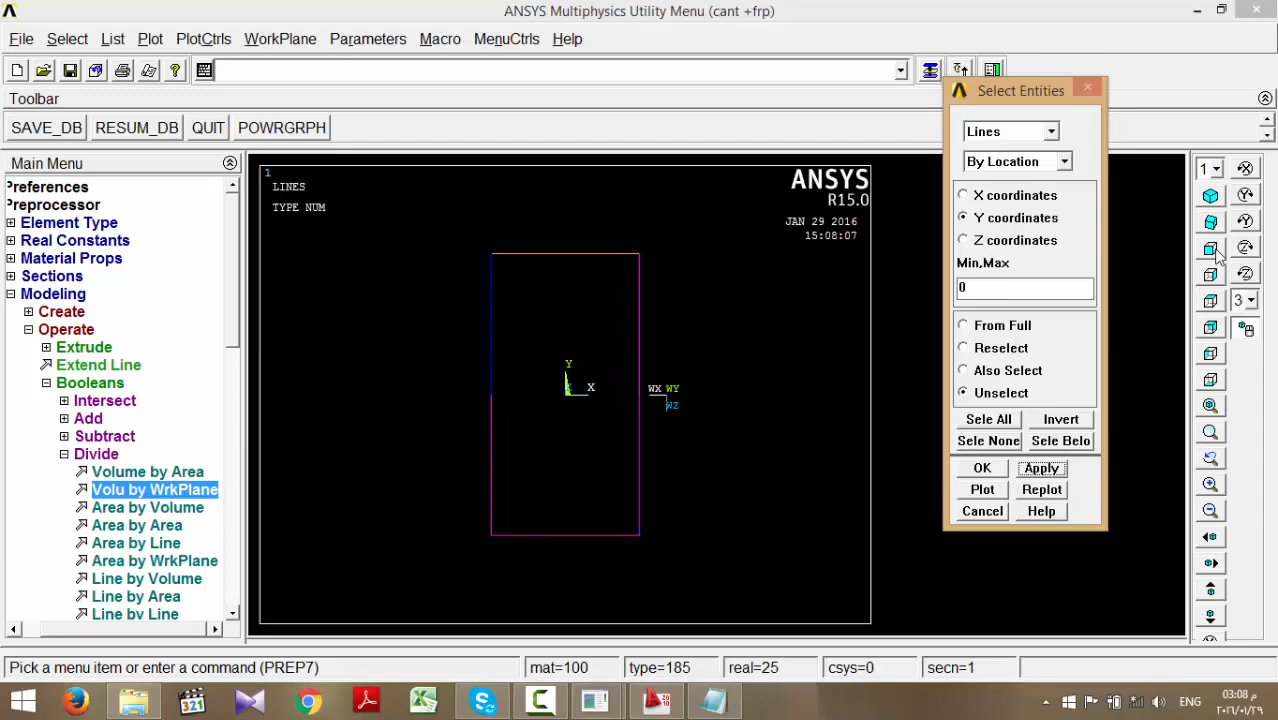 ANSYS Multiphysics Utility Menu (cant +frp)
File Select List Plot PlotCtrls WorkPlane Parameters Macro MenuCtrls Help
Toolbar
SAVE_DB RESUM_DB QUIT POWRGRPH
Main Menu
Preferences
Preprocessor
Element Type
Real Constants
Material Props
Sections
Modeling
Create
Operate
Extrude
Extend Line
Booleans
Intersect
Add
Subtract
Divide
Volume by Area
Volu by WrkPlane
Area by Volume
Area by Area
Area by Line
Area by WrkPlane
Line by Volume
Line by Area
Line by Line
1
LINES
TYPE NUM
ANSYS
R15.0
JAN 29 2016
15:08:07
Y
X
WX WY
WZ
Select Entities
Lines
By Location
X coordinates
Y coordinates
Z coordinates
Min,Max
0
From Full
Reselect
Also Select
Unselect
Sele All Invert
Sele None Sele Belo
OK Apply
Plot Replot
Cancel Help
1
3
Pick a menu item or enter a command (PREP7) mat=100 type=185 real=25 csys=0 secn=1
321
ENG
03:08 م
٢٠١٦/٠١/٢٩